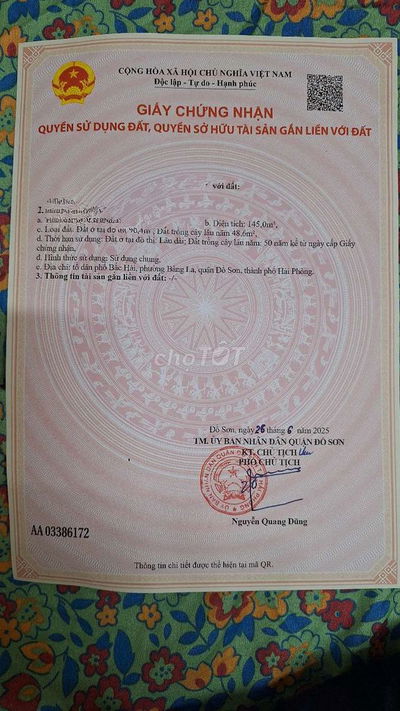 CỘNG HÒA XÃ HỘI CHỦ NGHĨA VIỆT NAM
Độc lập - Tự do - Hạnh phúc
GIẤY CHỨNG NHẬN
QUYỀN SỬ DỤNG ĐẤT, QUYỀN SỞ HỮU TÀI SẢN GẮN LIỀN VỚI ĐẤT
với đất:
a. b. Diện tích: 145,0m²,
c. Loại đất: Đất ở tại đô thị 96,4m²; Đất trồng cây lâu năm 48,6m².
d. Thời hạn sử dụng: Đất ở tại đô thị: Lâu dài; Đất trồng cây lâu năm: 50 năm kể từ ngày cấp Giấy
chứng nhận.
đ. Hình thức sử dụng: Sử dụng chung.
e. Địa chỉ: tổ dân phố Bắc Hải, phường Bàng La, quận Đồ Sơn, thành phố Hải Phòng.
3. Thông tin tài sản gắn liền với đất: -/-
choTỐT
Đồ Sơn, ngày 26 tháng 6 năm 2025
TM. ỦY BAN NHÂN DÂN QUẬN ĐỒ SƠN
KT. CHỦ TỊCH
PHÓ CHỦ TỊCH
Nguyễn Quang Dũng
AA 03386172
Thông tin chi tiết được thể hiện tại mã QR.